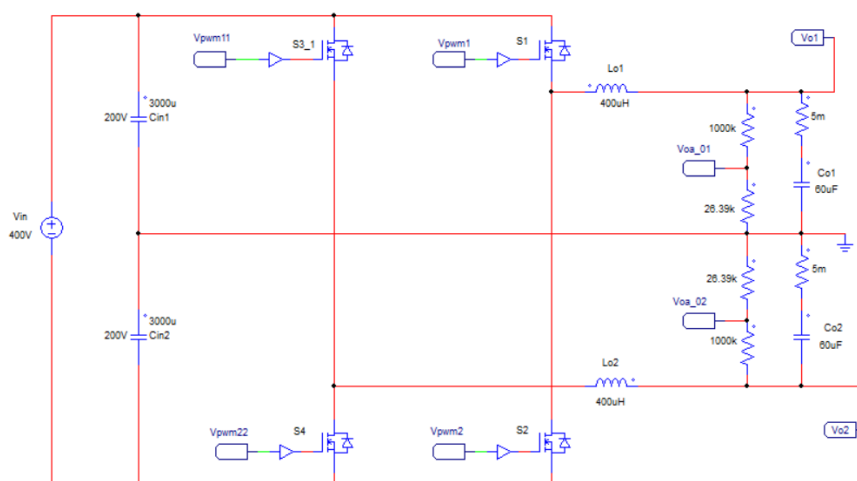 Vpwm11
S3_1
Vpwm1
S1
Vo1
Lo1
400uH
3000u
200V
Cin1
1000k
5m
Voa_01
Co1
60uF
26.39k
Vin
400V
26.39k
5m
Voa_02
3000u
200V
Cin2
1000k
Co2
60uF
Lo2
400uH
Vpwm22
S4
Vpwm2
S2
Vo2